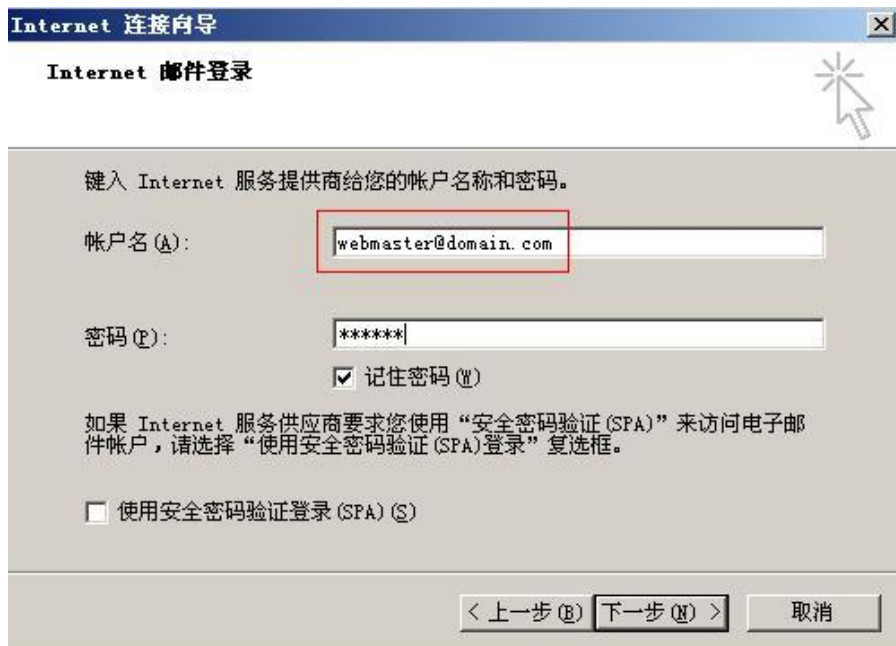 Internet 连接向导
Internet 邮件登录
键入 Internet 服务提供商给您的帐户名称和密码。
帐户名(A):
webmaster@domain.com
密码(P):
******
记住密码(W)
如果 Internet 服务供应商要求您使用“安全密码验证(SPA)”来访问电子邮
件帐户，请选择“使用安全密码验证(SPA)登录”复选框。
使用安全密码验证登录(SPA)(S)
< 上一步(B) 下一步(N) > 取消